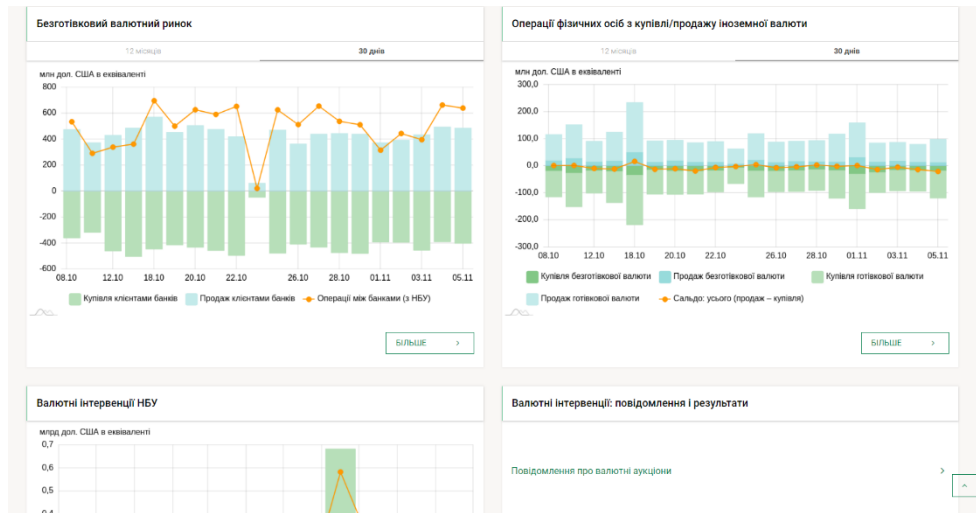 Безготівковий валютний ринок
12 місяців
30 днів
млн дол. США в еквіваленті
800
600
400
200
0
-200
-400
-600
08.10
12.10
18.10
20.10
22.10
26.10
28.10
01.11
03.11
05.11
Купівля клієнтами банків
Продаж клієнтами банків
Операції між банками (з НБУ)
БІЛЬШЕ
Операції фізичних осіб з купівлі/продажу іноземної валюти
12 місяців
30 днів
млн дол. США в еквіваленті
300,0
200,0
100,0
0,0
-100,0
-200,0
-300,0
08.10
12.10
18.10
20.10
22.10
26.10
28.10
01.11
03.11
05.11
Купівля безготівкової валюти
Продаж безготівкової валюти
Купівля готівкової валюти
Продаж готівкової валюти
Сальдо: усього (продаж – купівля)
БІЛЬШЕ
Валютні інтервенції НБУ
млрд дол. США в еквіваленті
0,7
0,6
0,5
0,4
Валютні інтервенції: повідомлення і результати
Повідомлення про валютні аукціони